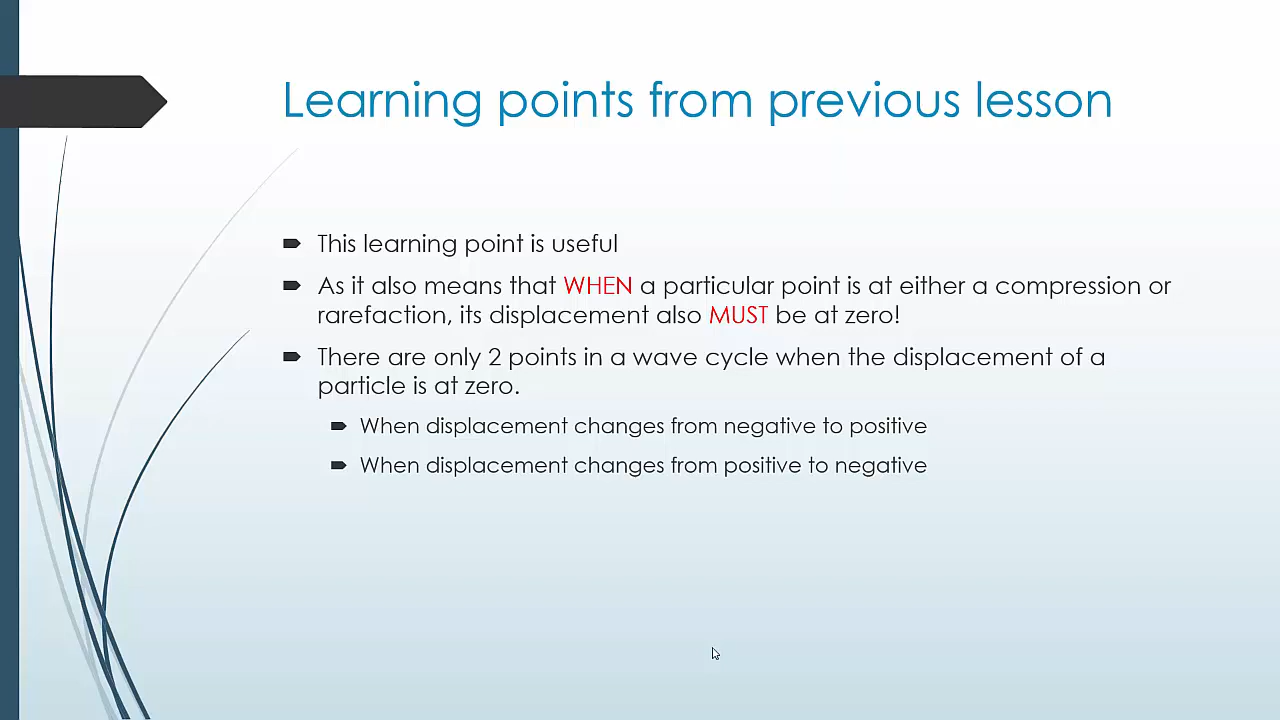 Learning points from previous lesson
This learning point is useful
As it also means that WHEN a particular point is at either a compression or
rarefaction, its displacement also MUST be at zero!
There are only 2 points in a wave cycle when the displacement of a
particle is at zero.
When displacement changes from negative to positive
When displacement changes from positive to negative